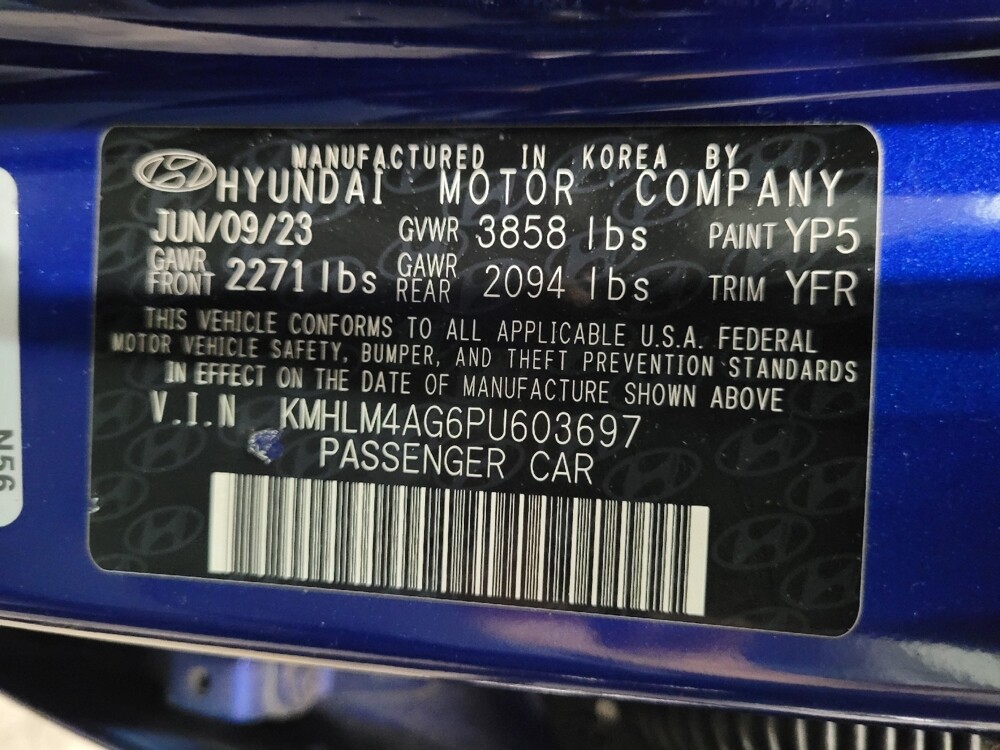 MANUFACTURED IN KOREA BY
HYUNDAI MOTOR COMPANY
JUN/09/23 GVWR 3858 lbs PAINT YP5
GAWR FRONT 2271 lbs GAWR REAR 2094 lbs TRIM YFR
THIS VEHICLE CONFORMS TO ALL APPLICABLE U.S.A. FEDERAL
MOTOR VEHICLE SAFETY, BUMPER, AND THEFT PREVENTION STANDARDS
IN EFFECT ON THE DATE OF MANUFACTURE SHOWN ABOVE
V.I.N KMHLM4AG6PU603697
PASSENGER CAR
N56